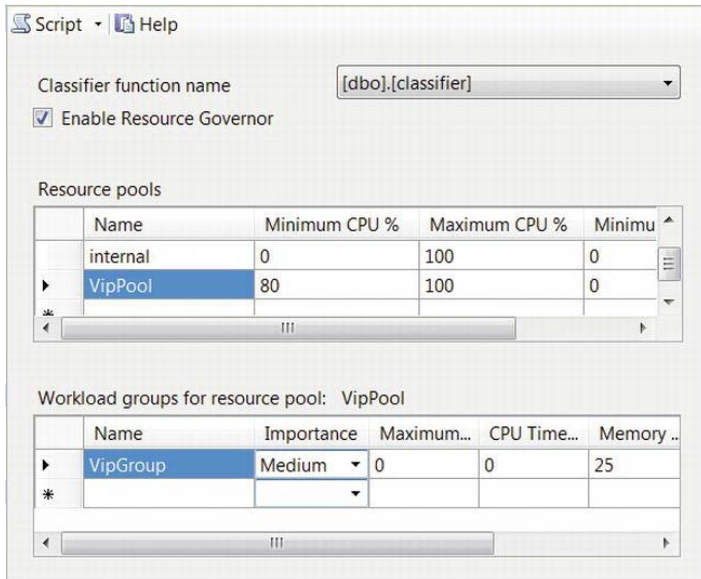 Script Help
Classifier function name [dbo].[classifier]
Enable Resource Governor
Resource pools
Name Minimum CPU % Maximum CPU % Minimu
internal 0 100 0
VipPool 80 100 0
Workload groups for resource pool: VipPool
Name Importance Maximum... CPU Time... Memory ..
VipGroup Medium 0 0 25